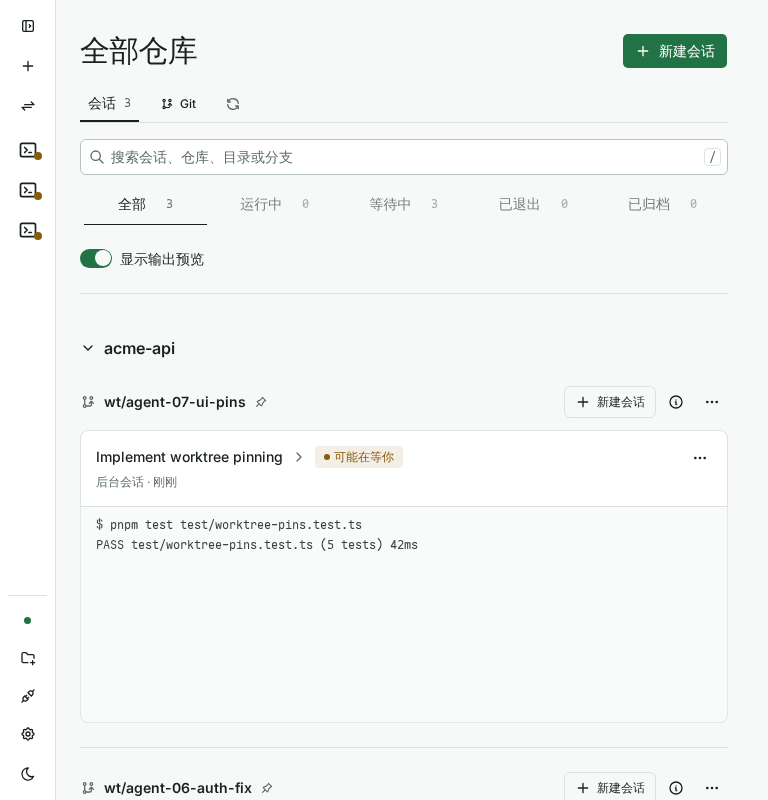 全部仓库
新建会话
会话 3
Git
搜索会话、仓库、目录或分支 /
全部 3 运行中 0 等待中 3 已退出 0 已归档 0
显示输出预览
acme-api
wt/agent-07-ui-pins 新建会话
Implement worktree pinning 可能在等你
后台会话 · 刚刚
$ pnpm test test/worktree-pins.test.ts
PASS test/worktree-pins.test.ts (5 tests) 42ms
wt/agent-06-auth-fix 新建会话